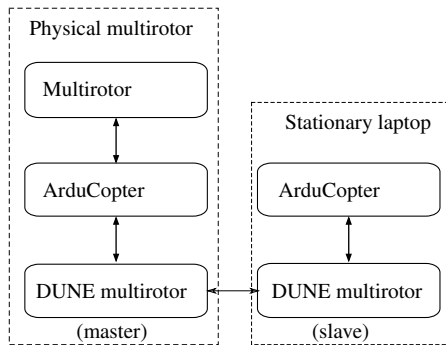 Physical multirotor
Multirotor
ArduCopter
DUNE multirotor
(master)
Stationary laptop
ArduCopter
DUNE multirotor
(slave)